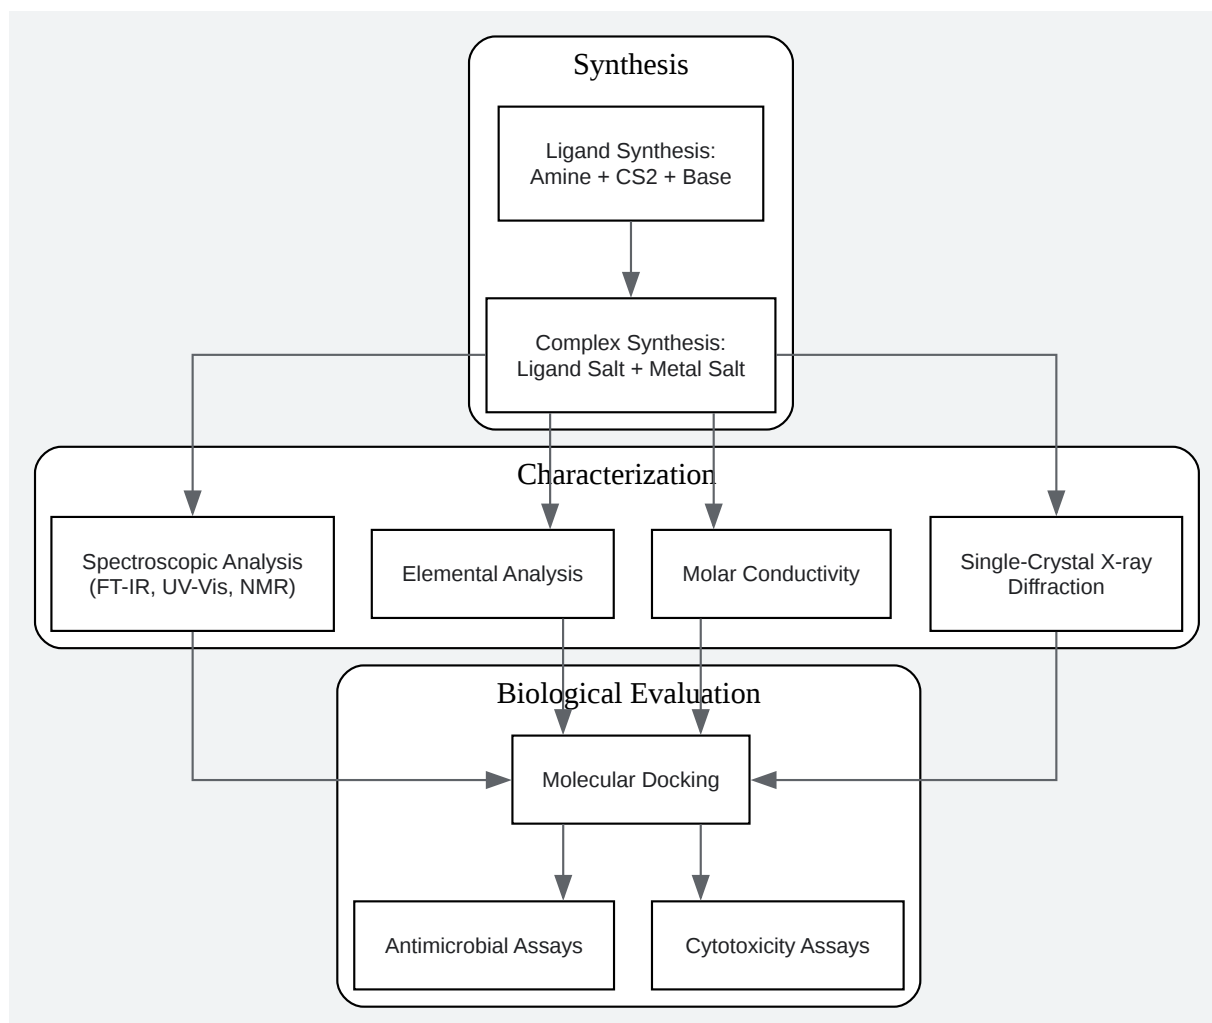 Synthesis
Ligand Synthesis:
Amine + CS2 + Base
Complex Synthesis:
Ligand Salt + Metal Salt
Characterization
Spectroscopic Analysis
(FT-IR, UV-Vis, NMR)
Elemental Analysis
Molar Conductivity
Single-Crystal X-ray
Diffraction
Biological Evaluation
Molecular Docking
Antimicrobial Assays
Cytotoxicity Assays